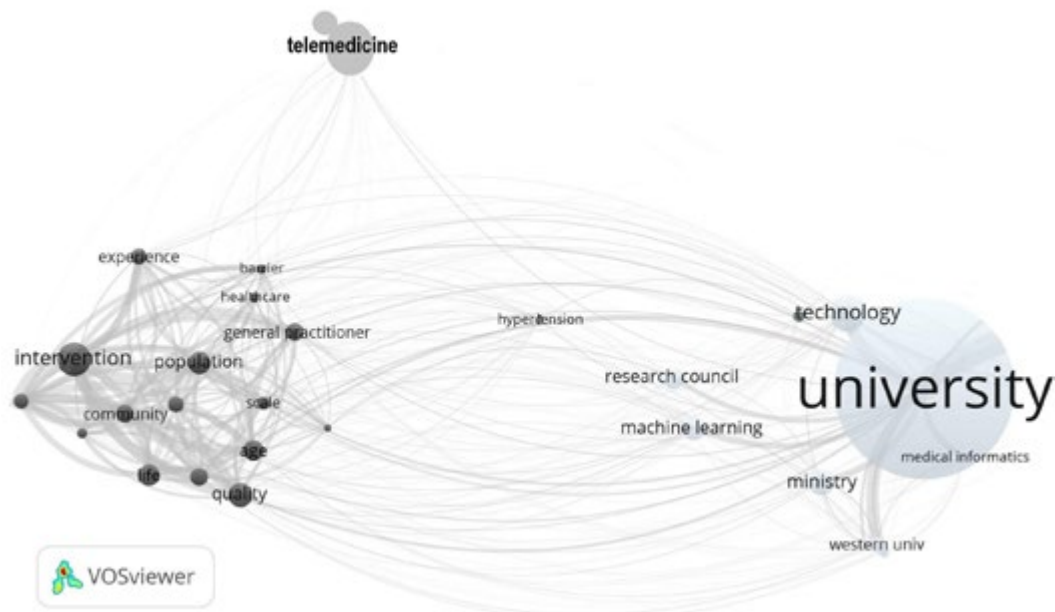 telemedicine
experience
barrier
healthcare
general practitioner
hypertension
technology
intervention
population
research council
university
community
scale
machine learning
age
medical informatics
life
quality
ministry
western univ
VOSviewer